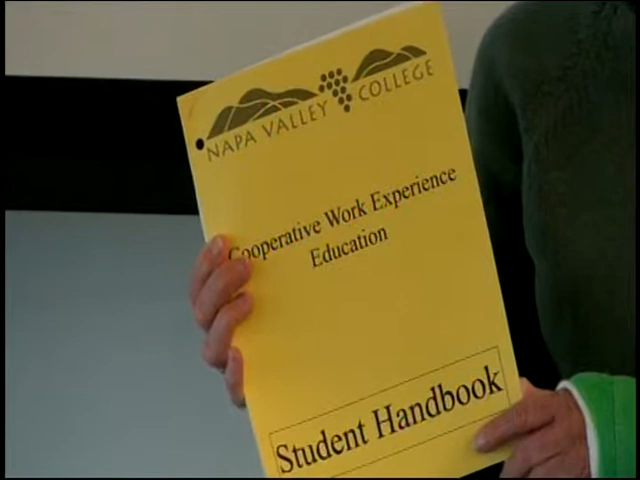 NAPA VALLEY COLLEGE
Cooperative Work Experience
Education
Student Handbook